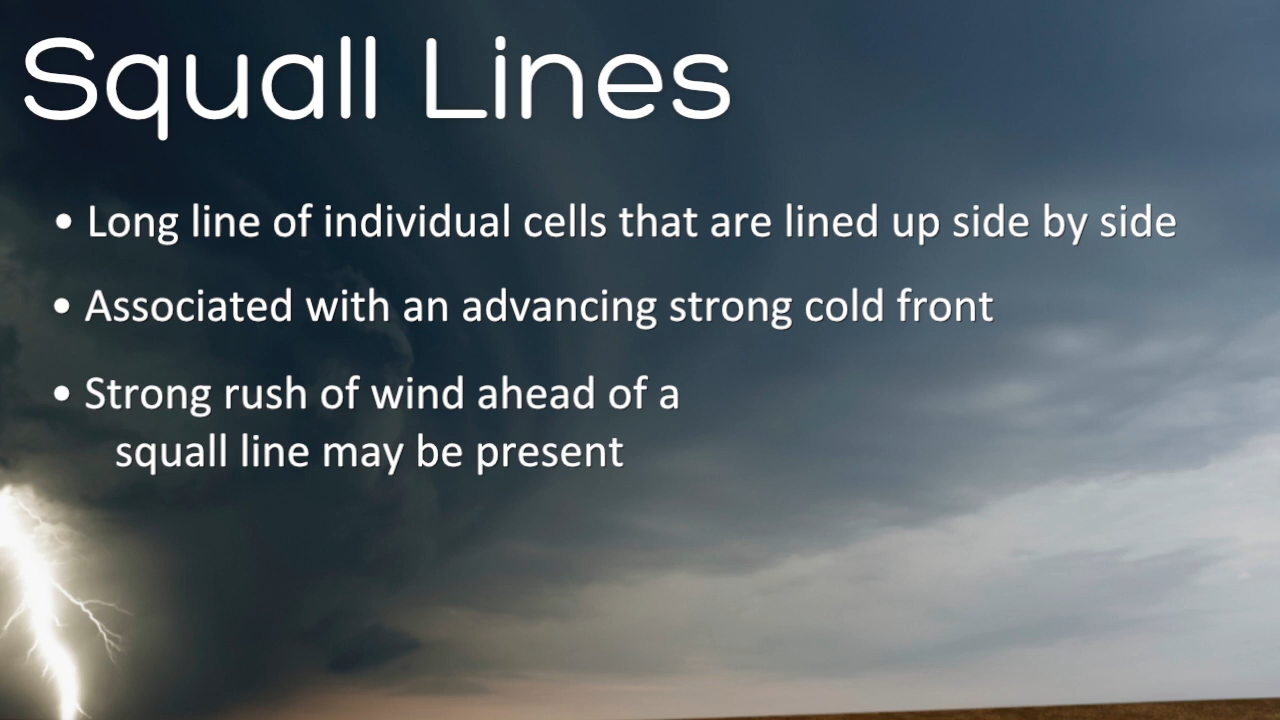 Squall Lines
• Long line of individual cells that are lined up side by side
• Associated with an advancing strong cold front
• Strong rush of wind ahead of a
squall line may be present